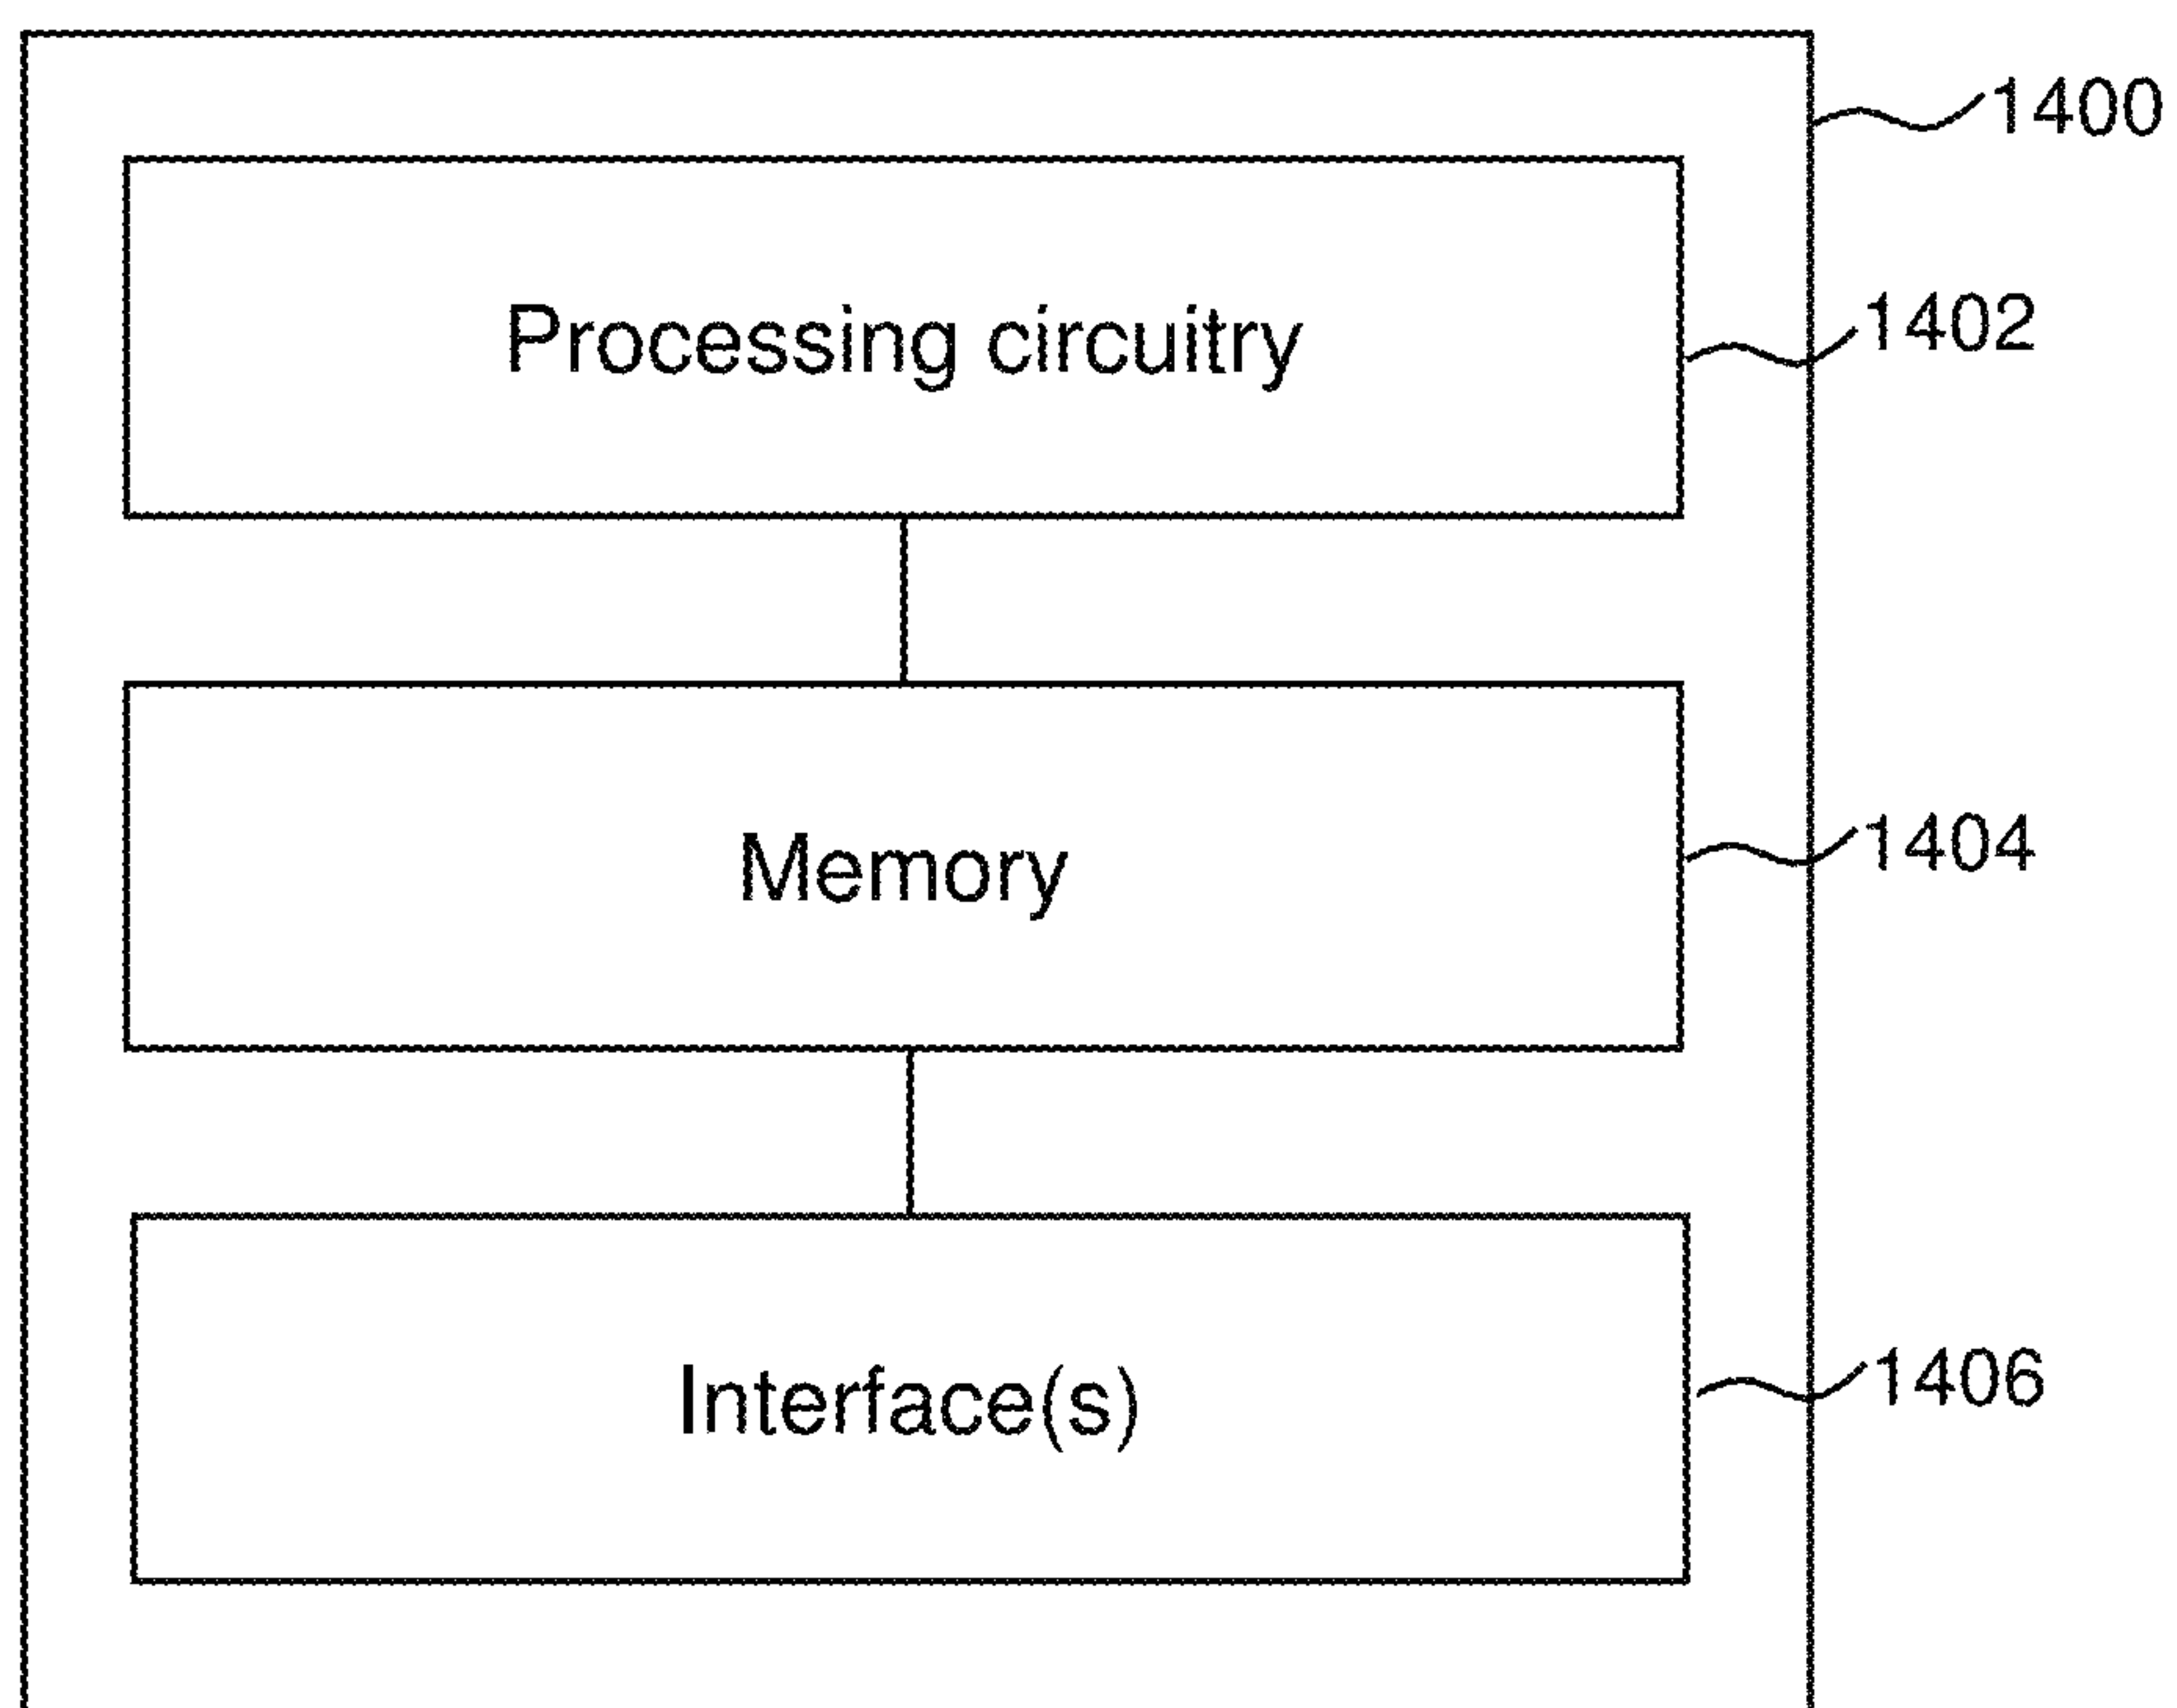 1400
Processing circuitry
1402
Memory
1404
Interface(s)
1406